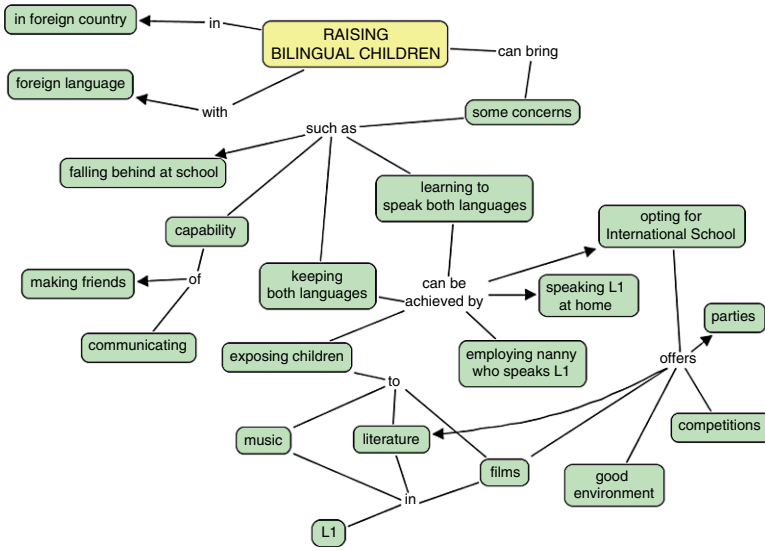 in foreign country
in
RAISING
BILINGUAL CHILDREN
can bring
foreign language
with
some concerns
such as
falling behind at school
learning to
speak both languages
capability
opting for
International School
making friends
of
keeping
both languages
can be
achieved by
speaking L1
at home
parties
communicating
exposing children
employing nanny
who speaks L1
offers
to
music
literature
competitions
films
good
environment
in
L1